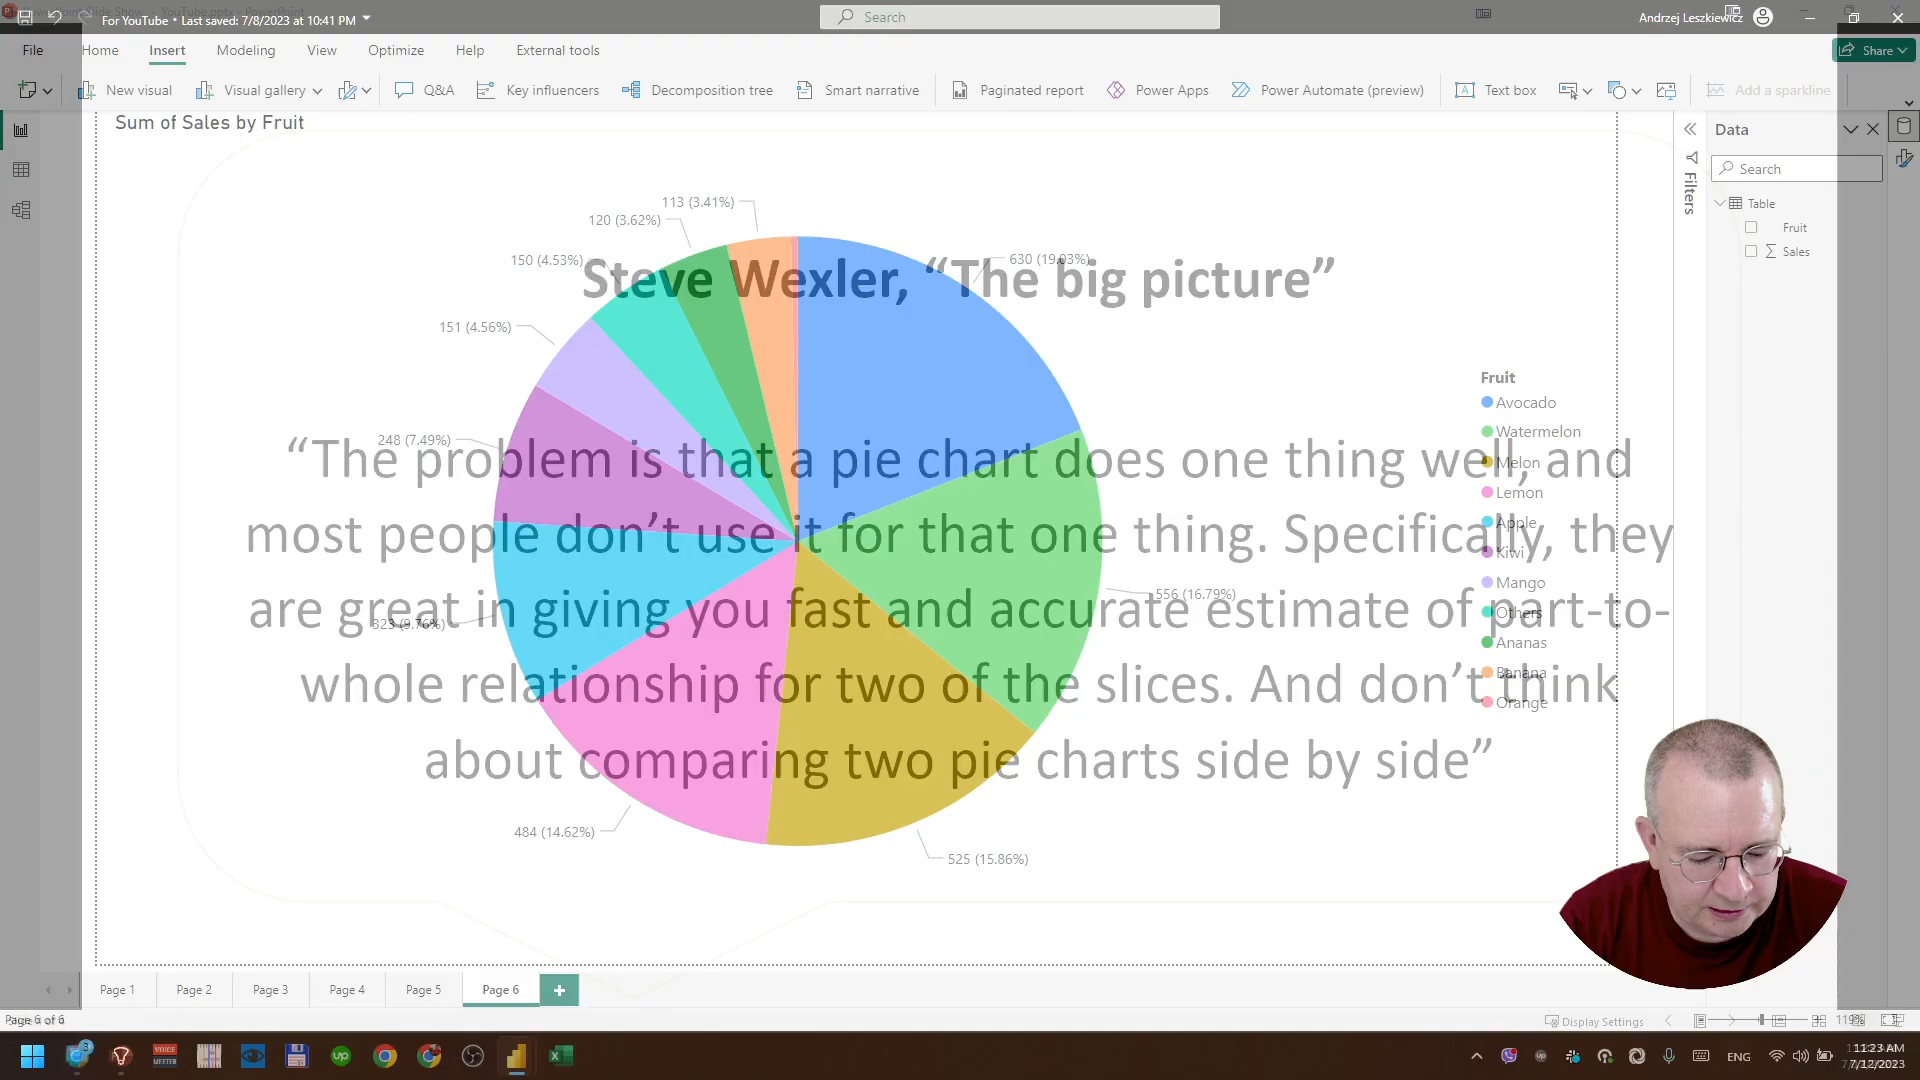 For YouTube • Last saved: 7/8/2023 at 10:41 PM
Search
Andrzej Leszkiewicz
File
Home
Insert
Modeling
View
Optimize
Help
External tools
Share
New visual
Visual gallery
Q&A
Key influencers
Decomposition tree
Smart narrative
Paginated report
Power Apps
Power Automate (preview)
Text box
Add a sparkline
Sum of Sales by Fruit
Data
Search
Filters
Table
Fruit
Sales
113 (3.41%)
120 (3.62%)
150 (4.53%)
630 (19.03%)
151 (4.56%)
248 (7.49%)
323 (9.76%)
556 (16.79%)
484 (14.62%)
525 (15.86%)
Steve Wexler, “The big picture”
“The problem is that a pie chart does one thing well, and
most people don’t use it for that one thing. Specifically, they
are great in giving you fast and accurate estimate of part-to-
whole relationship for two of the slices. And don’t think
about comparing two pie charts side by side”
Fruit
Avocado
Watermelon
Melon
Lemon
Apple
Kiwi
Mango
Others
Ananas
Banana
Orange
Page 1
Page 2
Page 3
Page 4
Page 5
Page 6
Page 6 of 6
Display Settings
3
VOICE
MEETER
up
ENG
11:23 AM
7/12/2023